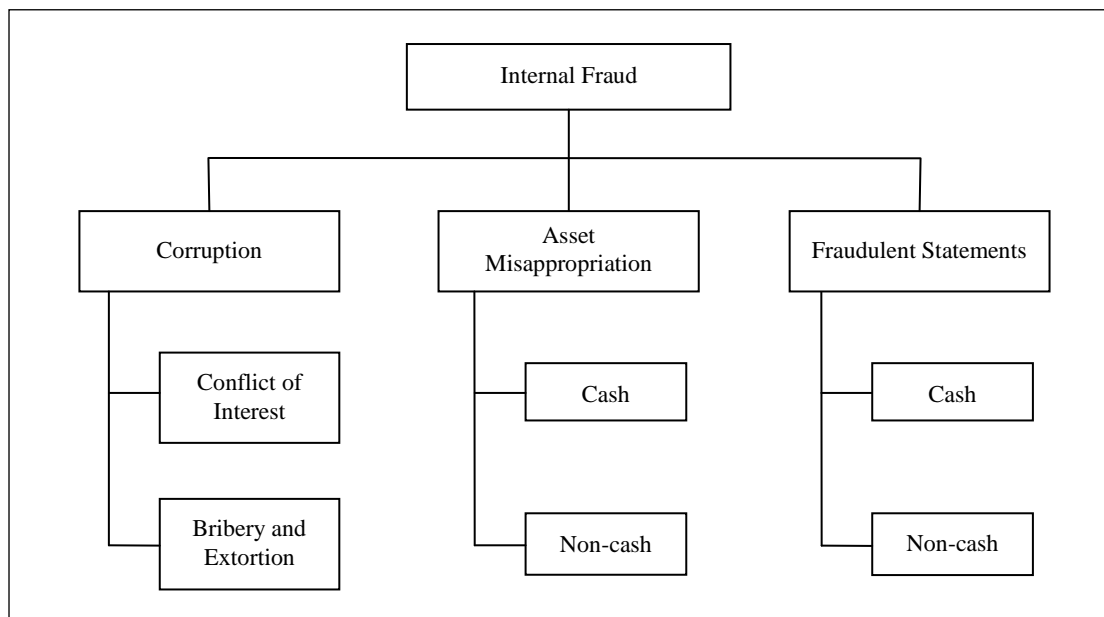 Internal Fraud
Corruption
Asset
Misappropriation
Fraudulent Statements
Conflict of
Interest
Cash
Cash
Bribery and
Extortion
Non-cash
Non-cash